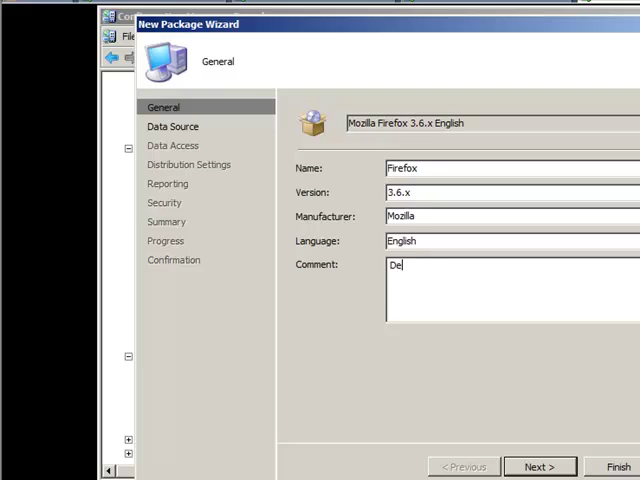 New Package Wizard
File
General
General
Data Source
Data Access
Distribution Settings
Reporting
Security
Summary
Progress
Confirmation
Mozilla Firefox 3.6.x English
Name: Firefox
Version: 3.6.x
Manufacturer: Mozilla
Language: English
Comment: De
< Previous Next > Finish